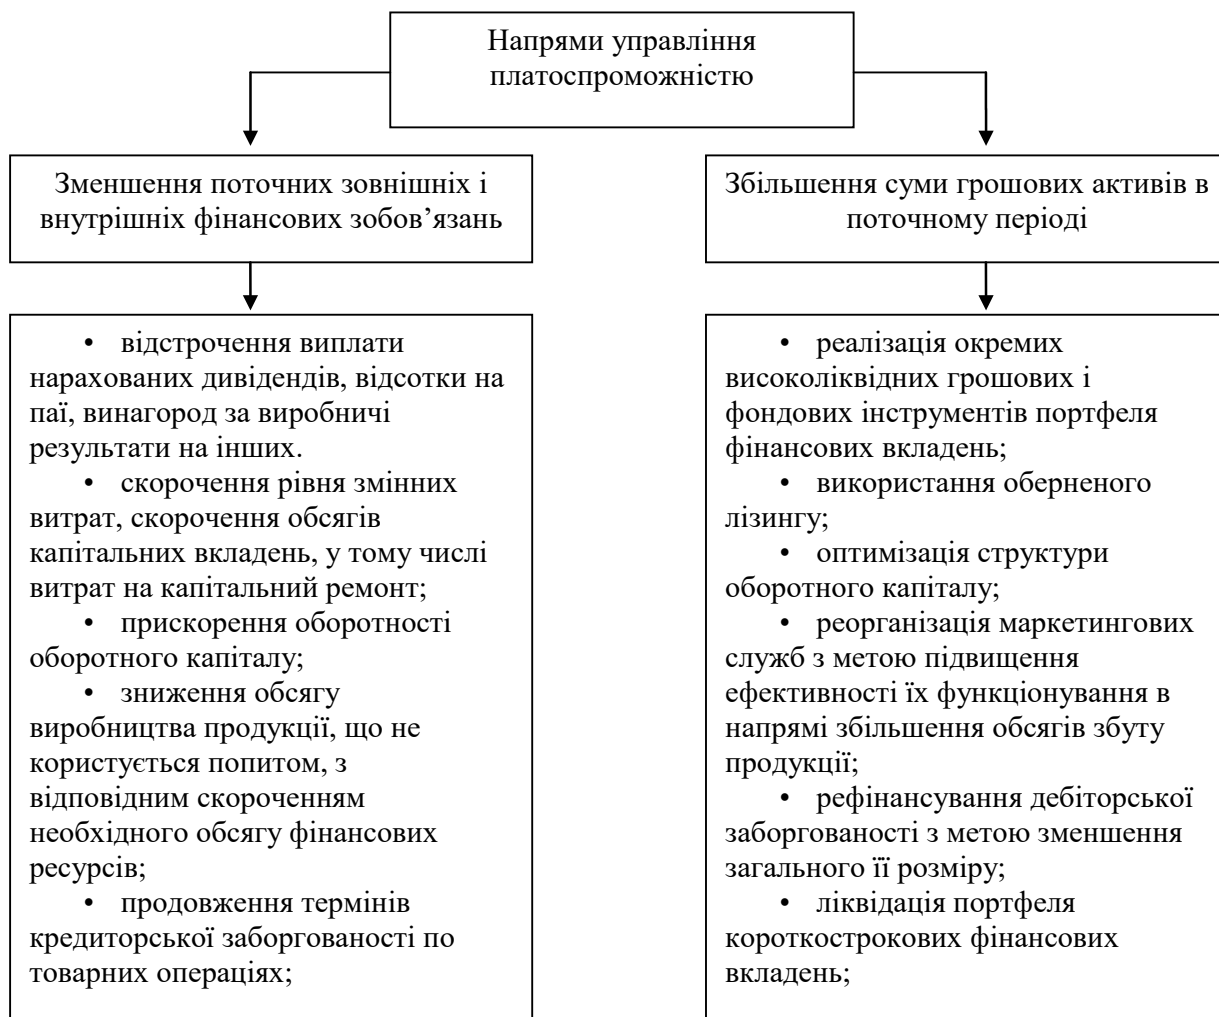 Напрями управління
платоспроможністю
Зменшення поточних зовнішніх і
внутрішніх фінансових зобов’язань
Збільшення суми грошових активів в
поточному періоді
• відстрочення виплати
нарахованих дивідендів, відсотки на
паї, винагород за виробничі
результати на інших.
• скорочення рівня змінних
витрат, скорочення обсягів
капітальних вкладень, у тому числі
витрат на капітальний ремонт;
• прискорення оборотності
оборотного капіталу;
• зниження обсягу
виробництва продукції, що не
користується попитом, з
відповідним скороченням
необхідного обсягу фінансових
ресурсів;
• продовження термінів
кредиторської заборгованості по
товарних операціях;
• реалізація окремих
високоліквідних грошових і
фондових інструментів портфеля
фінансових вкладень;
• використання оберненого
лізингу;
• оптимізація структури
оборотного капіталу;
• реорганізація маркетингових
служб з метою підвищення
ефективності їх функціонування в
напрямі збільшення обсягів збуту
продукції;
• рефінансування дебіторської
заборгованості з метою зменшення
загального її розміру;
• ліквідація портфеля
короткострокових фінансових
вкладень;